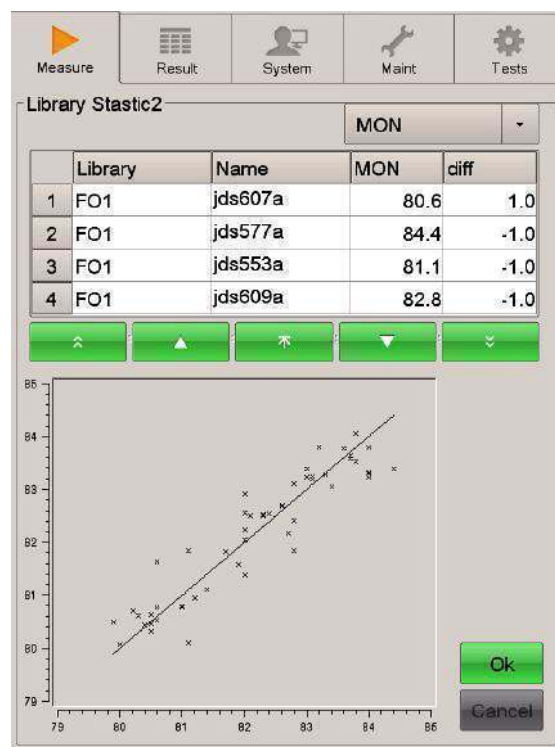 Measure Result System Maint Tests
Library Stastic2
MON
Library Name MON diff
1 FO1 jds607a 80.6 1.0
2 FO1 jds577a 84.4 -1.0
3 FO1 jds553a 81.1 -1.0
4 FO1 jds609a 82.8 -1.0
85
84
83
82
81
80
79
79 80 81 82 83 84 85
Ok
Cancel